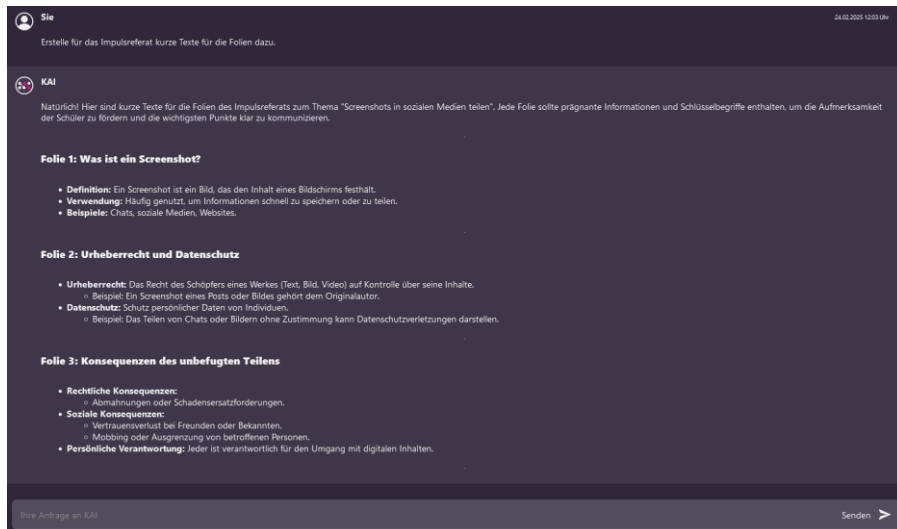 Sie
24.02.2025 12:03 Uhr
Erstelle für das Impulsreferat kurze Texte für die Folien dazu.
KAI
Natürlich! Hier sind kurze Texte für die Folien des Impulsreferats zum Thema "Screenshots in sozialen Medien teilen". Jede Folie sollte prägnante Informationen und Schlüsselbegriffe enthalten, um die Aufmerksamkeit
der Schüler zu fördern und die wichtigsten Punkte klar zu kommunizieren.
Folie 1: Was ist ein Screenshot?
• Definition: Ein Screenshot ist ein Bild, das den Inhalt eines Bildschirms festhält.
• Verwendung: Häufig genutzt, um Informationen schnell zu speichern oder zu teilen.
• Beispiele: Chats, soziale Medien, Websites.
Folie 2: Urheberrecht und Datenschutz
• Urheberrecht: Das Recht des Schöpfers eines Werkes (Text, Bild, Video) auf Kontrolle über seine Inhalte.
◦ Beispiel: Ein Screenshot eines Posts oder Bildes gehört dem Originalautor.
• Datenschutz: Schutz persönlicher Daten von Individuen.
◦ Beispiel: Das Teilen von Chats oder Bildern ohne Zustimmung kann Datenschutzverletzungen darstellen.
Folie 3: Konsequenzen des unbefugten Teilens
• Rechtliche Konsequenzen:
◦ Abmahnungen oder Schadensersatzforderungen.
• Soziale Konsequenzen:
◦ Vertrauensverlust bei Freunden oder Bekannten.
◦ Mobbing oder Ausgrenzung von betroffenen Personen.
• Persönliche Verantwortung: Jeder ist verantwortlich für den Umgang mit digitalen Inhalten.
Ihre Anfrage an KAI
Senden